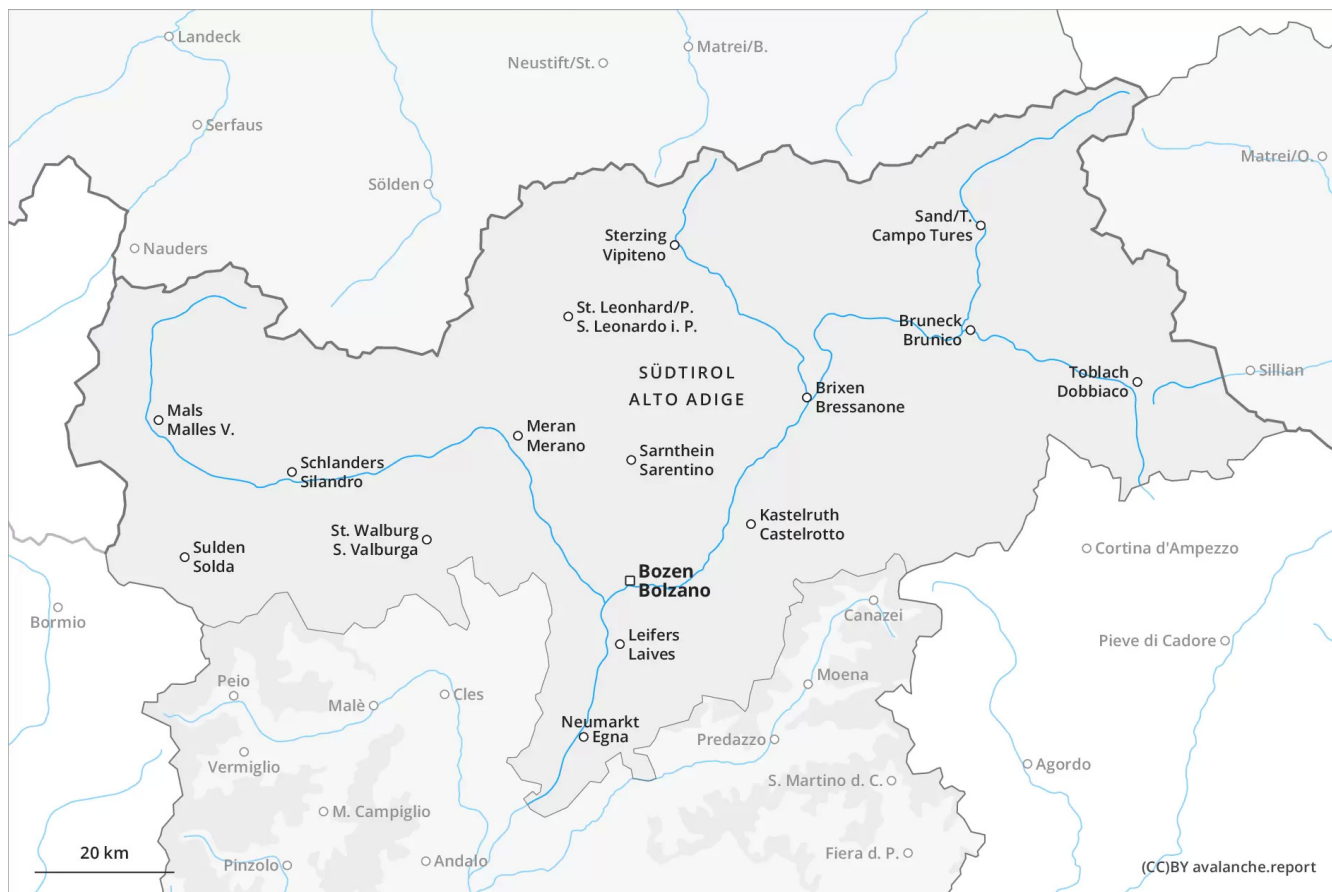 Landeck
Matrei/B.
Neustift/St.
Serfaus
Matrei/O.
Sölden
Nauders
Sand/T.
Campo Tures
Sterzing
Vipiteno
St. Leonhard/P.
S. Leonardo i. P.
Bruneck
Brunico
SÜDTIROL
ALTO ADIGE
Toblach
Dobbiaco
Sillian
Brixen
Bressanone
Mals
Malles V.
Meran
Merano
Sarnthein
Sarentino
Schlanders
Silandro
Kastelruth
Castelrotto
St. Walburg
S. Valburga
Sulden
Solda
Cortina d'Ampezzo
Bozen
Bolzano
Bormio
Canazei
Leifers
Laives
Pieve di Cadore
Peio
Moena
Malè
Cles
Neumarkt
Egna
Predazzo
Vermiglio
Agordo
S. Martino d. C.
M. Campiglio
20 km
Andalo
Pinzolo
Fiera d. P.
(CC)BY avalanche.report